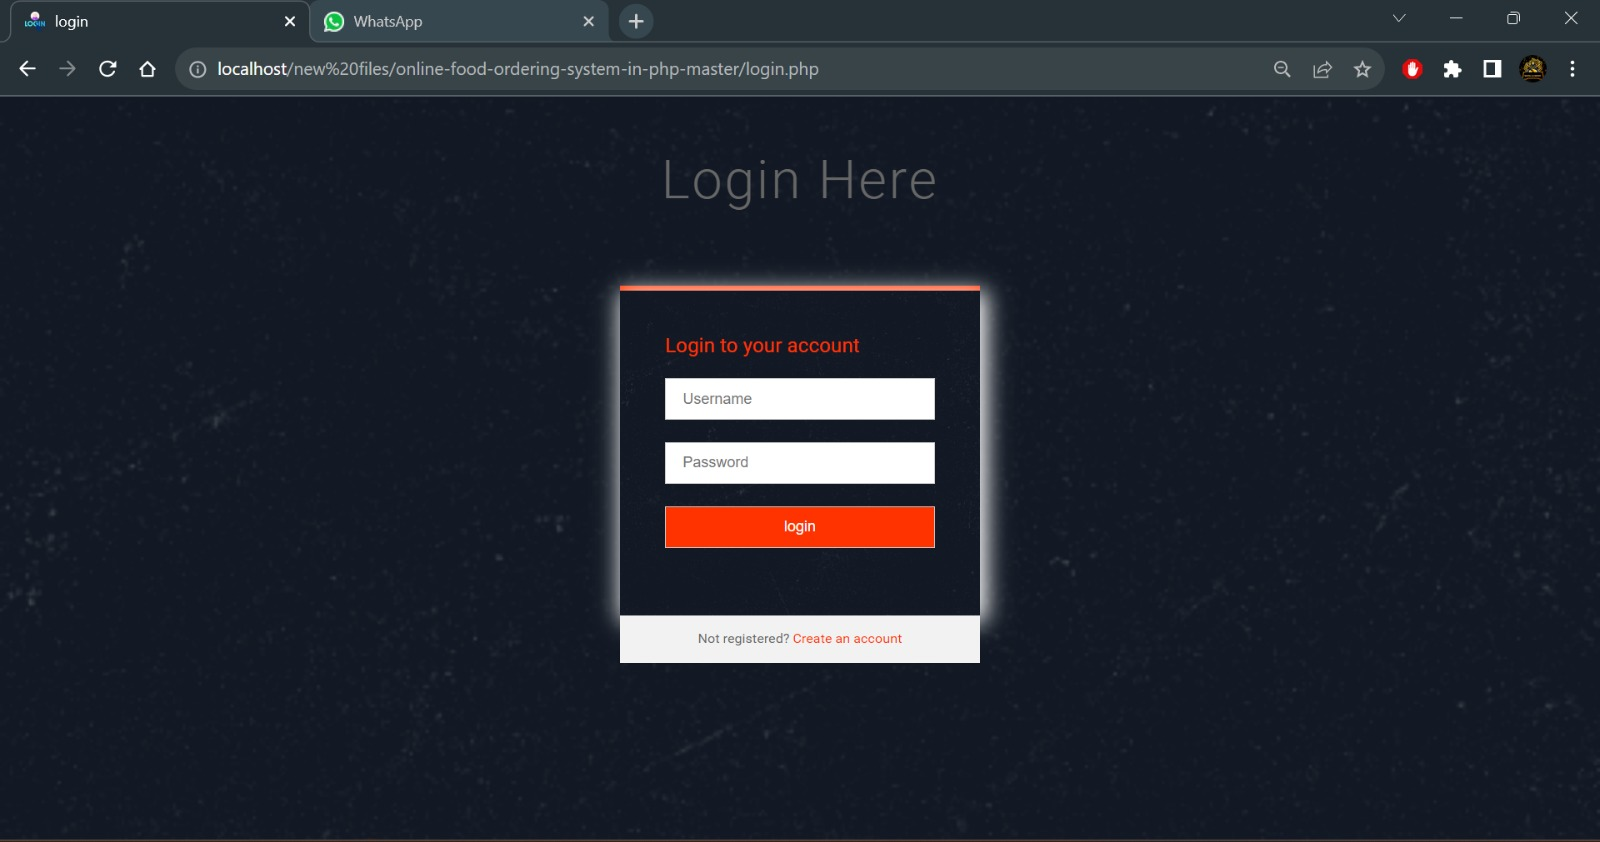 login
WhatsApp
localhost/new%20files/online-food-ordering-system-in-php-master/login.php
Login Here
Login to your account
Username
Password
login
Not registered? Create an account